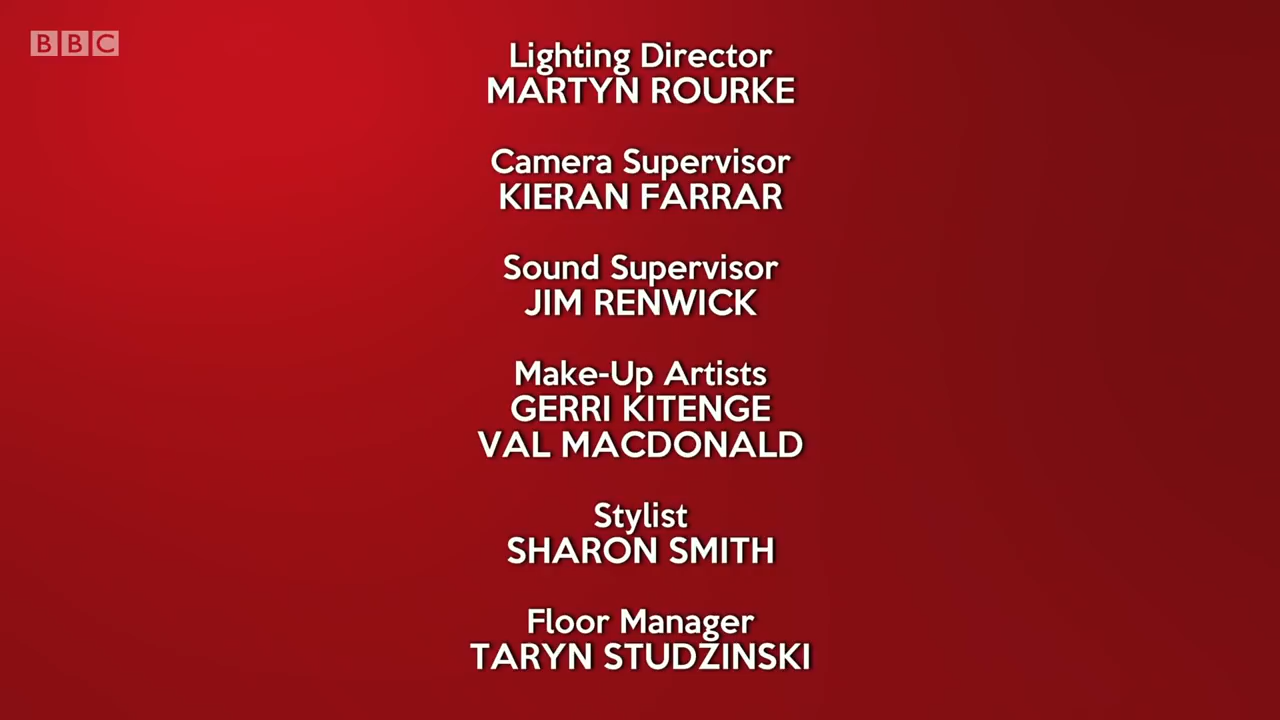 BBC
Lighting Director
MARTYN ROURKE
Camera Supervisor
KIERAN FARRAR
Sound Supervisor
JIM RENWICK
Make-Up Artists
GERRI KITENGE
VAL MACDONALD
Stylist
SHARON SMITH
Floor Manager
TARYN STUDZINSKI